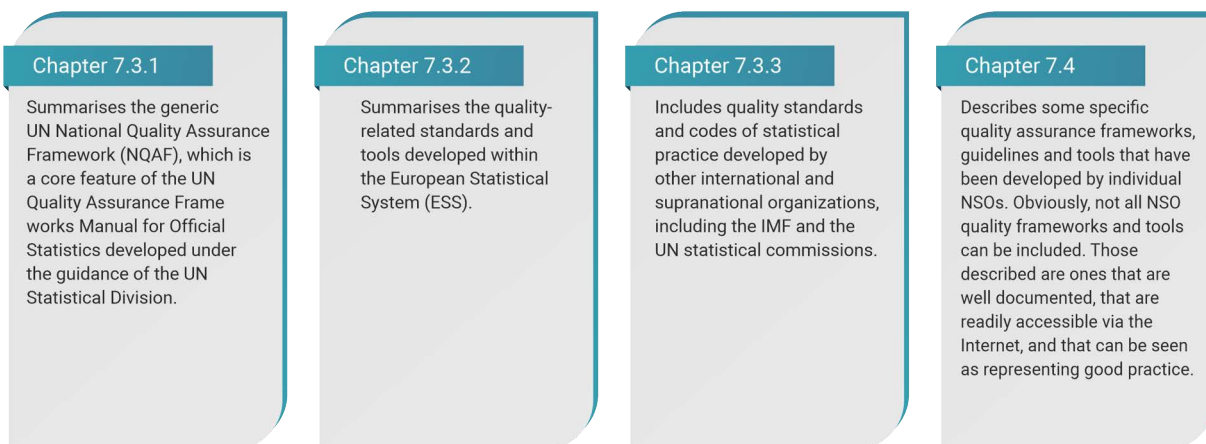 Chapter 7.3.1
Summarises the generic
UN National Quality Assurance
Framework (NQAF), which is
a core feature of the UN
Quality Assurance Frame
works Manual for Official
Statistics developed under
the guidance of the UN
Statistical Division.
Chapter 7.3.2
Summarises the quality-
related standards and
tools developed within
the European Statistical
System (ESS).
Chapter 7.3.3
Includes quality standards
and codes of statistical
practice developed by
other international and
supranational organizations,
including the IMF and the
UN statistical commissions.
Chapter 7.4
Describes some specific
quality assurance frameworks,
guidelines and tools that have
been developed by individual
NSOs. Obviously, not all NSO
quality frameworks and tools
can be included. Those
described are ones that are
well documented, that are
readily accessible via the
Internet, and that can be seen
as representing good practice.